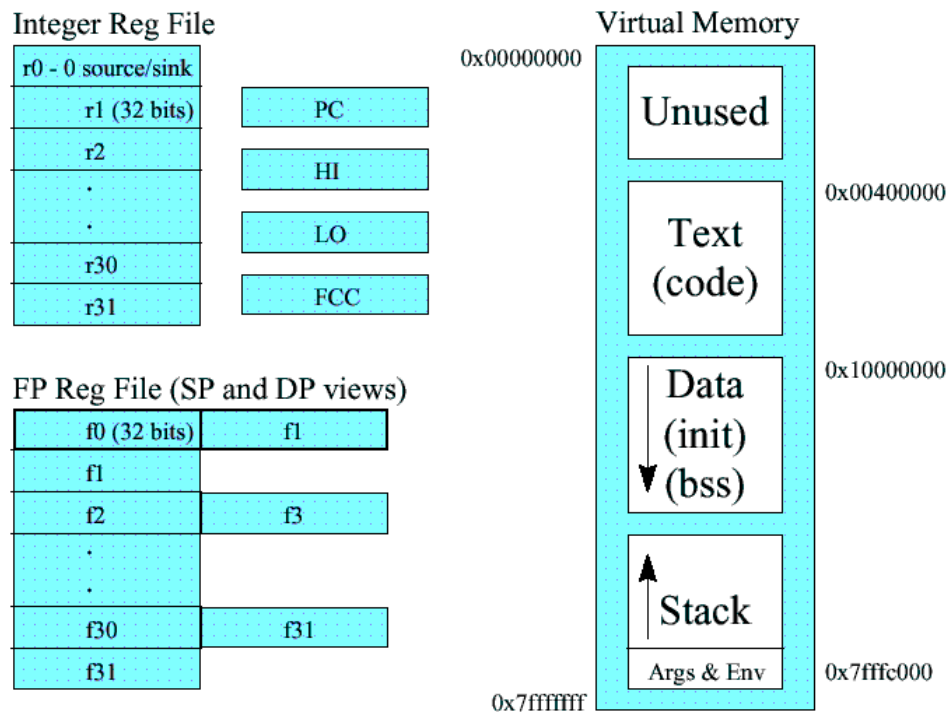 Integer Reg File
r0 - 0 source/sink
r1 (32 bits)
r2
.
.
r30
r31
PC
HI
LO
FCC
FP Reg File (SP and DP views)
f0 (32 bits) f1
f1
f2 f3
.
.
f30 f31
f31
Virtual Memory
0x00000000
Unused
0x00400000
Text
(code)
0x10000000
Data
(init)
(bss)
Stack
Args & Env
0x7fffc000
0x7fffffff